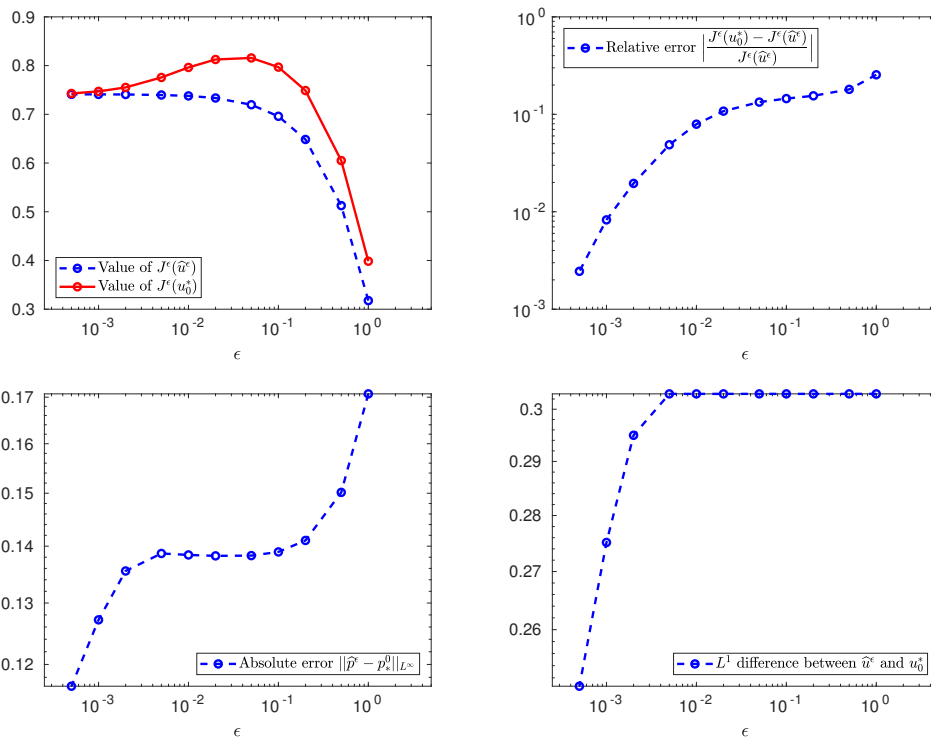 0.9
0.8
0.7
0.6
0.5
0.4
0.3
Value of J^ϵ(û^ϵ)
Value of J^ϵ(u_0^*)
10^-3 10^-2 10^-1 10^0
ϵ
10^0
10^-1
10^-2
10^-3
Relative error |J^ϵ(u_0^*) − J^ϵ(û^ϵ) / J^ϵ(û^ϵ)|
10^-3 10^-2 10^-1 10^0
ϵ
0.17
0.16
0.15
0.14
0.13
0.12
Absolute error ||p̂^ϵ − p_*^0||_L^∞
10^-3 10^-2 10^-1 10^0
ϵ
0.3
0.29
0.28
0.27
0.26
L^1 difference between û^ϵ and u_0^*
10^-3 10^-2 10^-1 10^0
ϵ